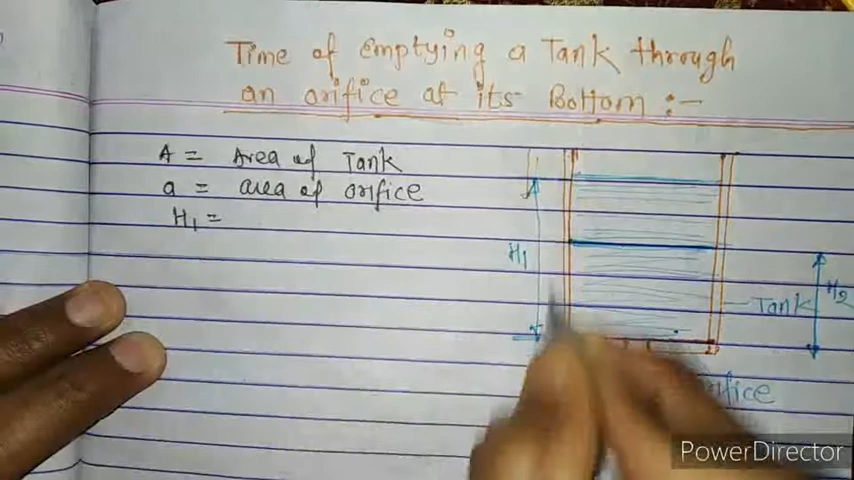 Time of emptying a Tank through
an orifice at its Bottom :-
A = Area of Tank
a = area of orifice
H1 =
H1
H2
Tank
PowerDirector